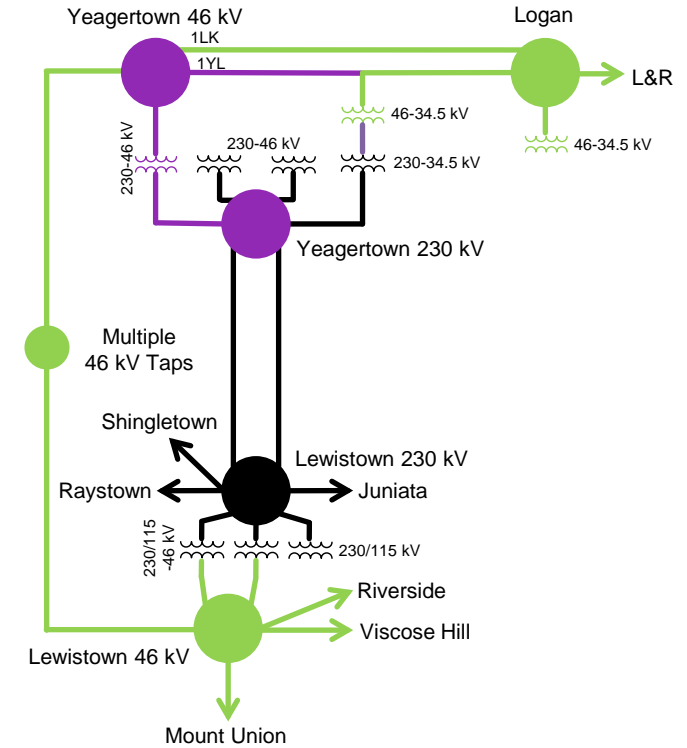 Yeagertown 46 kV
Logan
1LK
1YL
L&R
46-34.5 kV
230-46 kV
230-46 kV
46-34.5 kV
230-34.5 kV
Yeagertown 230 kV
Multiple
46 kV Taps
Shingletown
Lewistown 230 kV
Raystown
Juniata
230/115
-46 kV
230/115 kV
Riverside
Viscose Hill
Lewistown 46 kV
Mount Union